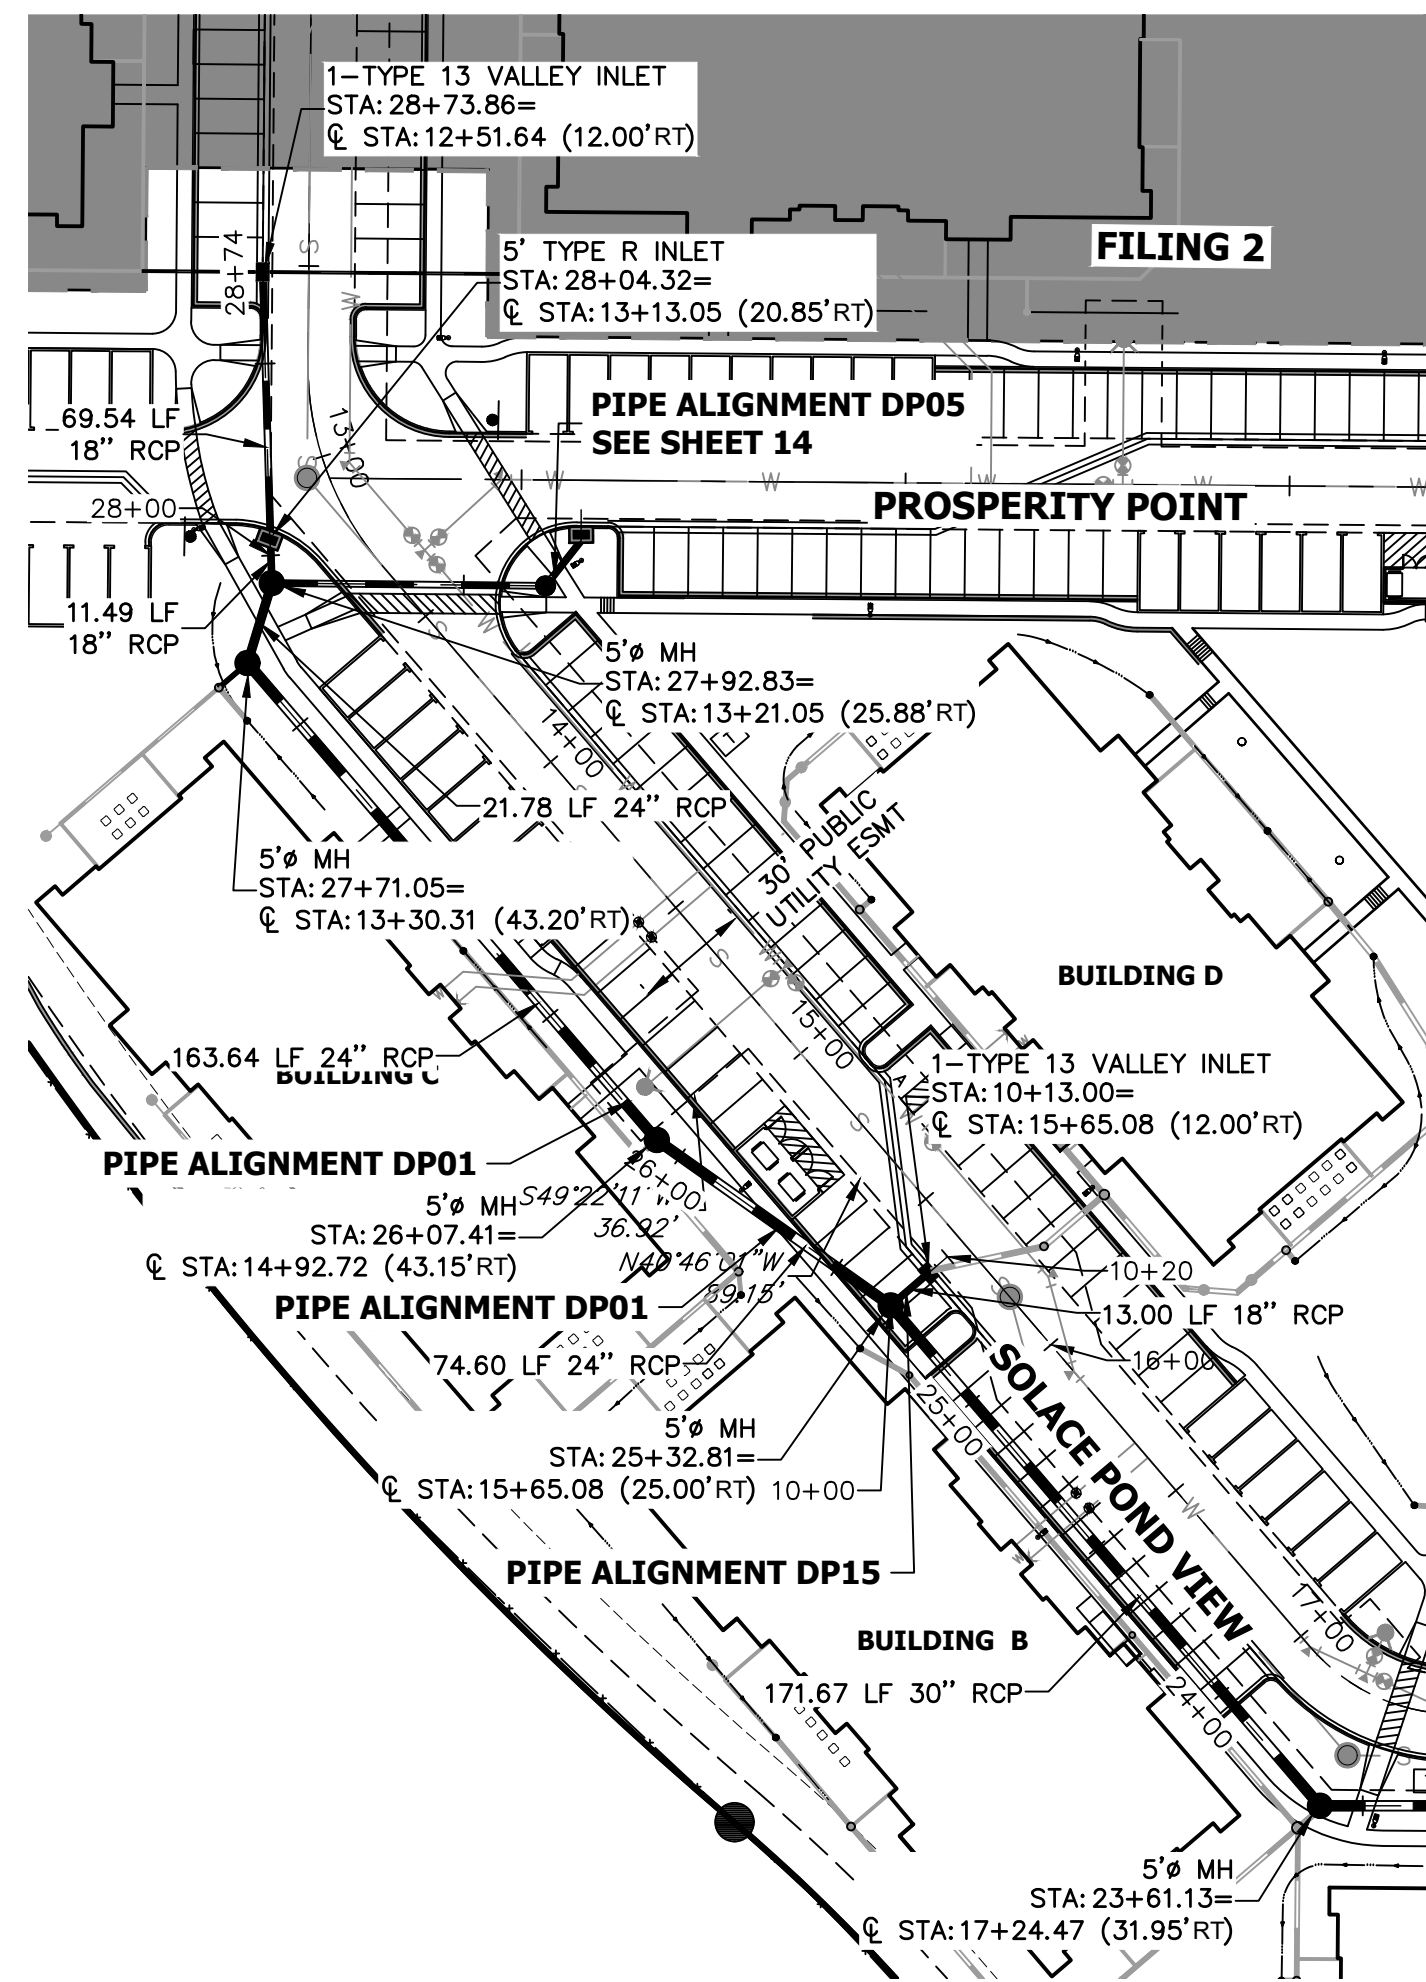 1-TYPE 13 VALLEY INLET
STA: 28+73.86=
℄ STA: 12+51.64 (12.00'RT)
28+74
S
5' TYPE R INLET
STA: 28+04.32=
℄ STA: 13+13.05 (20.85'RT)
FILING 2
W
69.54 LF
18" RCP
13+00
S
PIPE ALIGNMENT DP05
SEE SHEET 14
W
W
W
W
W
28+00
PROSPERITY POINT
11.49 LF
18" RCP
S
W
5'ø MH
STA: 27+92.83=
℄ STA: 13+21.05 (25.88'RT)
14+00
21.78 LF 24" RCP
30' PUBLIC
UTILITY ESMT
5'ø MH
STA: 27+71.05=
℄ STA: 13+30.31 (43.20'RT)
S
BUILDING D
15+00
163.64 LF 24" RCP
BUILDING C
1-TYPE 13 VALLEY INLET
STA: 10+13.00=
℄ STA: 15+65.08 (12.00'RT)
S
W
PIPE ALIGNMENT DP01
26+00
5'ø MH
STA: 26+07.41=
℄ STA: 14+92.72 (43.15'RT)
S49°22'11"W
36.92'
N40°46'01"W
89.15'
10+20
PIPE ALIGNMENT DP01
13.00 LF 18" RCP
74.60 LF 24" RCP
16+00
SOLACE POND VIEW
25+00
5'ø MH
STA: 25+32.81=
℄ STA: 15+65.08 (25.00'RT)
10+00
W
PIPE ALIGNMENT DP15
17+00
BUILDING B
171.67 LF 30" RCP
24+00
S
5'ø MH
STA: 23+61.13=
℄ STA: 17+24.47 (31.95'RT)